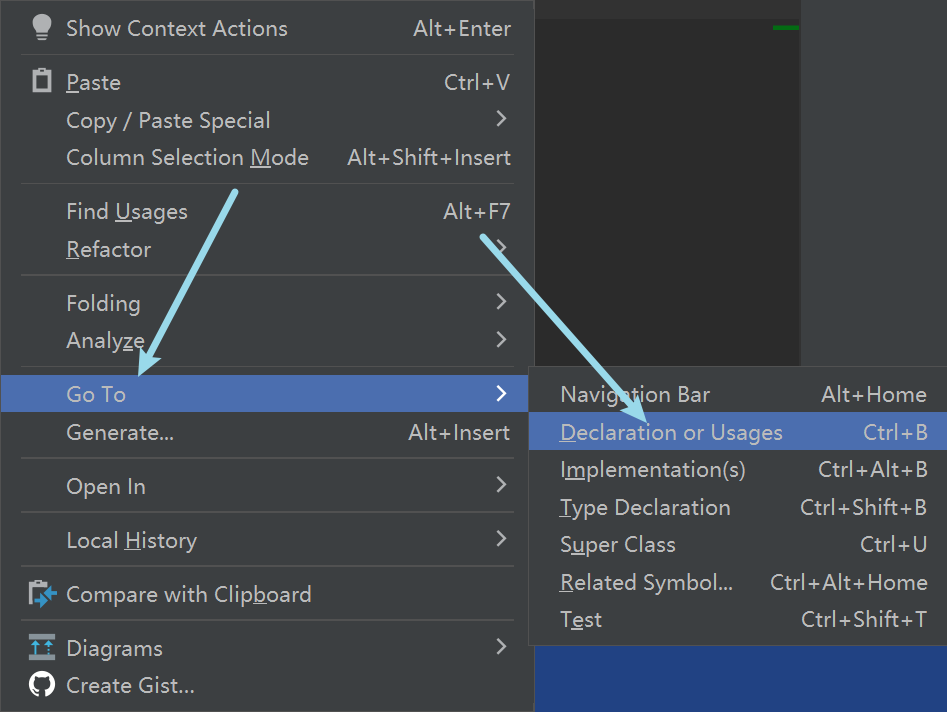 Show Context Actions Alt+Enter
Paste Ctrl+V
Copy / Paste Special
Column Selection Mode Alt+Shift+Insert
Find Usages Alt+F7
Refactor
Folding
Analyze
Go To
Generate... Alt+Insert
Open In
Local History
Compare with Clipboard
Diagrams
Create Gist...
Navigation Bar Alt+Home
Declaration or Usages Ctrl+B
Implementation(s) Ctrl+Alt+B
Type Declaration Ctrl+Shift+B
Super Class Ctrl+U
Related Symbol... Ctrl+Alt+Home
Test Ctrl+Shift+T